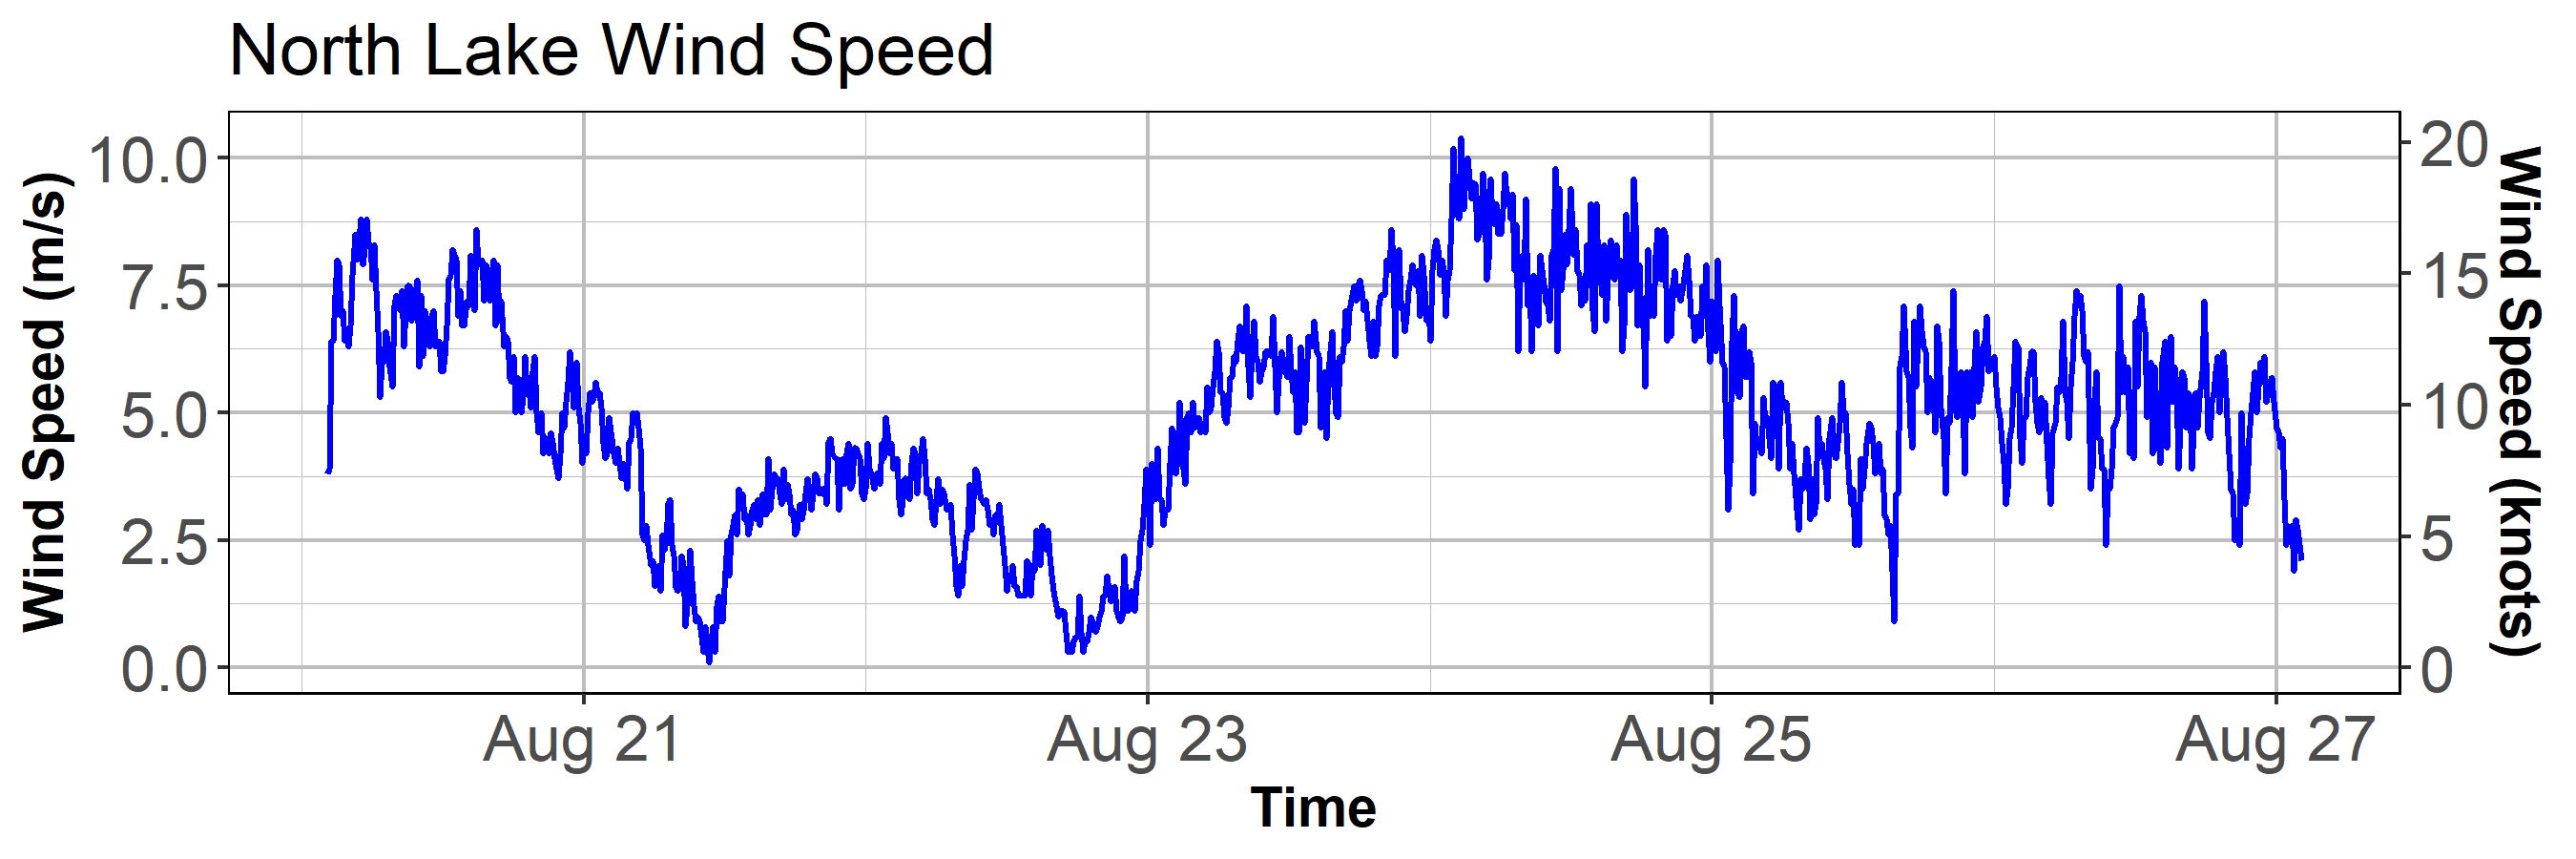 North Lake Wind Speed
Wind Speed (m/s)
10.0
7.5
5.0
2.5
0.0
20
15
10
5
0
Wind Speed (knots)
Aug 21
Aug 23
Aug 25
Aug 27
Time